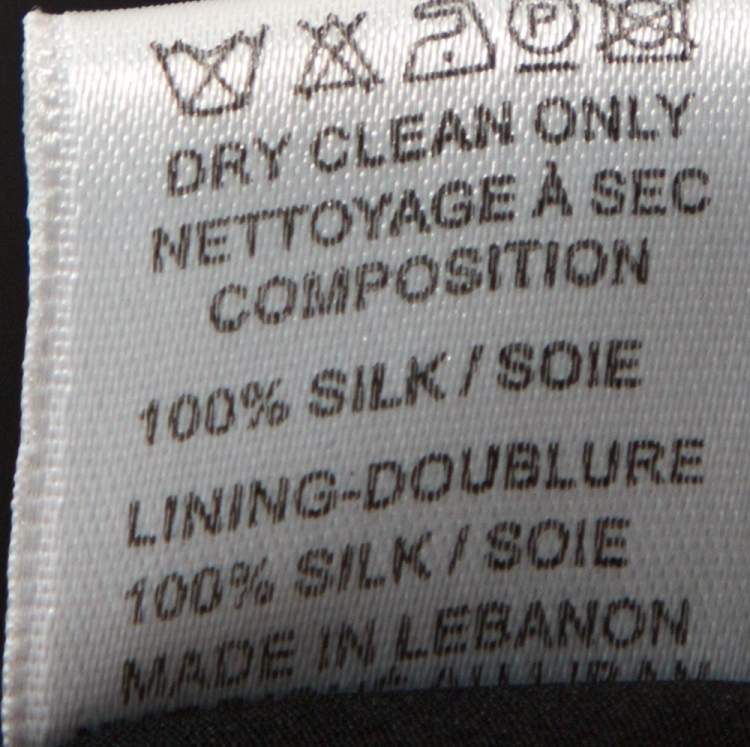 P
DRY CLEAN ONLY
NETTOYAGE À SEC
COMPOSITION
100% SILK / SOIE
LINING-DOUBLURE
100% SILK / SOIE
MADE IN LEBANON